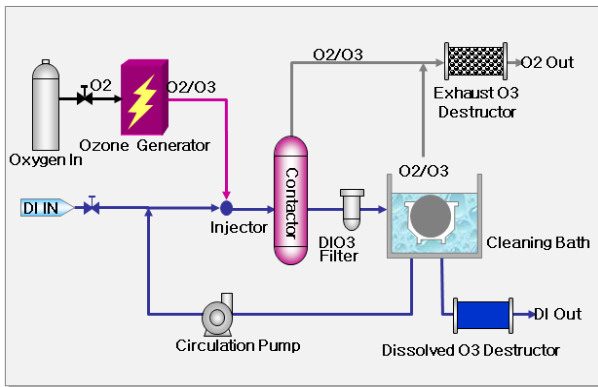 O2/O3
O2
O2/O3
O2 Out
Exhaust O3
Destructor
Oxygen In
Ozone Generator
O2/O3
Contactor
DI IN
Injector
DIO3
Filter
Cleaning Bath
DI Out
Circulation Pump
Dissolved O3 Destructor